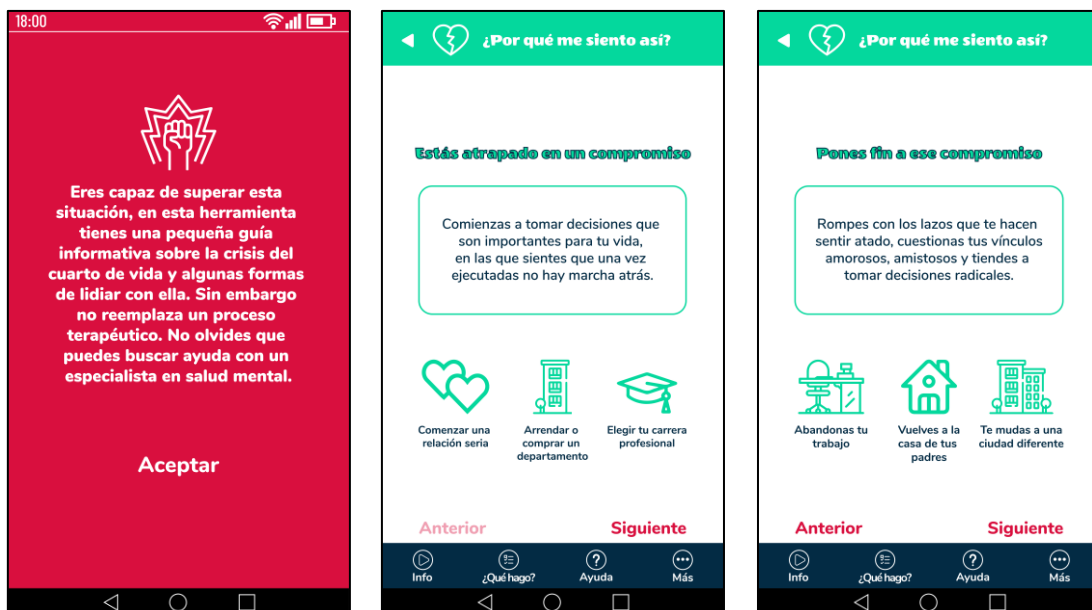 18:00
Eres capaz de superar esta
situación, en esta herramienta
tienes una pequeña guía
informativa sobre la crisis del
cuarto de vida y algunas formas
de lidiar con ella. Sin embargo
no reemplaza un proceso
terapéutico. No olvides que
puedes buscar ayuda con un
especialista en salud mental.
Aceptar
¿Por qué me siento así?
Estás atrapado en un compromiso
Comienzas a tomar decisiones que
son importantes para tu vida,
en las que sientes que una vez
ejecutadas no hay marcha atrás.
Comenzar una
relación seria
Arrendar o
comprar un
departamento
Elegir tu carrera
profesional
Anterior
Siguiente
Info
¿Qué hago?
Ayuda
Más
¿Por qué me siento así?
Pones fin a ese compromiso
Rompes con los lazos que te hacen
sentir atado, cuestionas tus vínculos
amorosos, amistosos y tiendes a
tomar decisiones radicales.
Abandonas tu
trabajo
Vuelves a la
casa de tus
padres
Te mudas a una
ciudad diferente
Anterior
Siguiente
Info
¿Qué hago?
Ayuda
Más